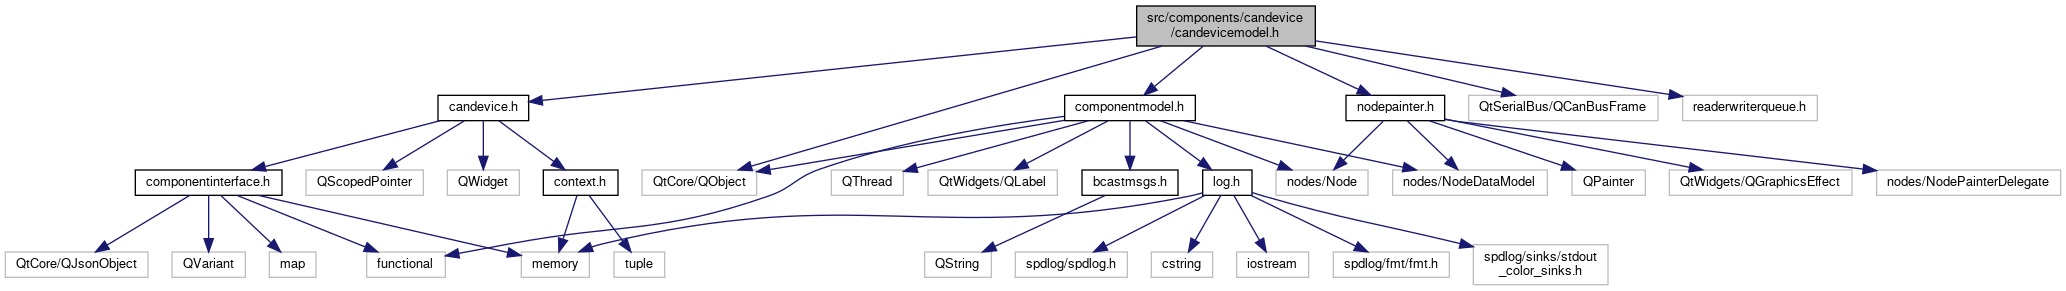 src/components/candevice
/candevicemodel.h
candevice.h
componentmodel.h
nodepainter.h
QtSerialBus/QCanBusFrame
readerwriterqueue.h
componentinterface.h
QScopedPointer
QWidget
context.h
QtCore/QObject
QThread
QtWidgets/QLabel
bcastmsgs.h
log.h
nodes/Node
nodes/NodeDataModel
QPainter
QtWidgets/QGraphicsEffect
nodes/NodePainterDelegate
QtCore/QJsonObject
QVariant
map
functional
memory
tuple
QString
spdlog/spdlog.h
cstring
iostream
spdlog/fmt/fmt.h
spdlog/sinks/stdout
_color_sinks.h